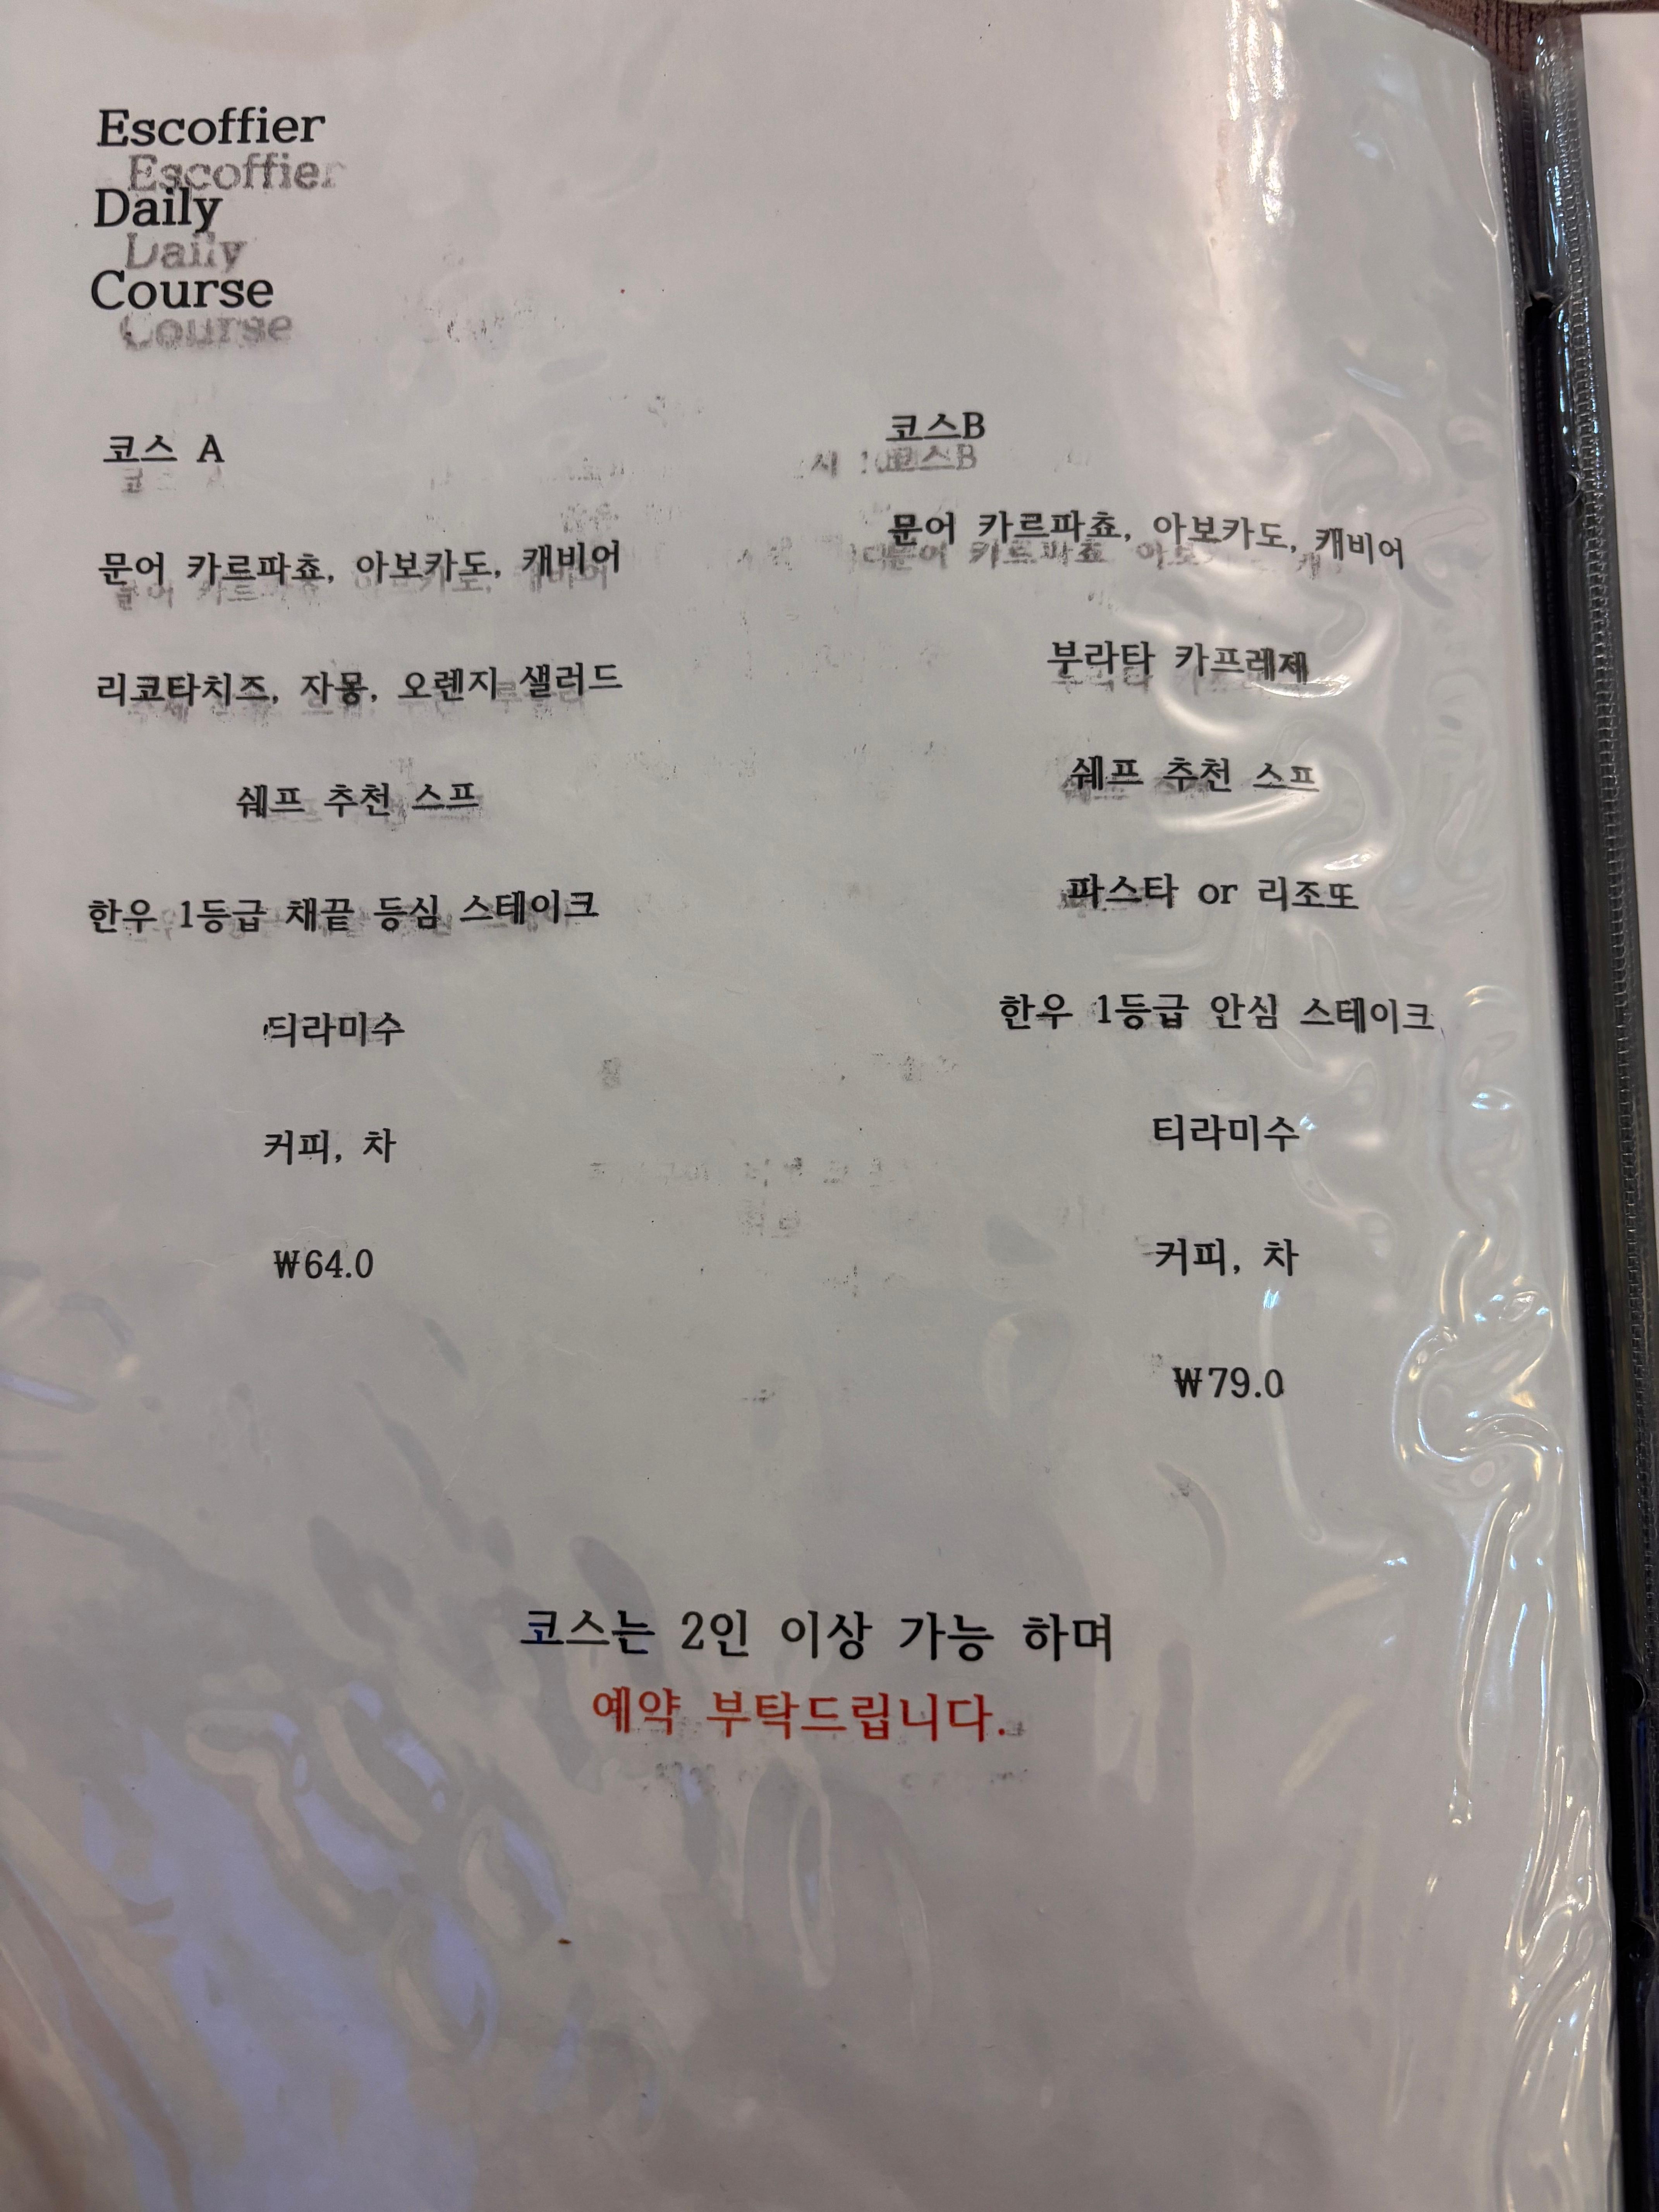 Escoffier
Daily
Course
코스 A
문어 카르파쵸, 아보카도, 캐비어
리코타치즈, 자몽, 오렌지 샐러드
쉐프 추천 스프
한우 1등급 채끝 등심 스테이크
티라미수
커피, 차
₩64.0
코스B
문어 카르파쵸, 아보카도, 캐비어
부라타 카프레제
쉐프 추천 스프
파스타 or 리조또
한우 1등급 안심 스테이크
티라미수
커피, 차
₩79.0
코스는 2인 이상 가능 하며
예약 부탁드립니다.